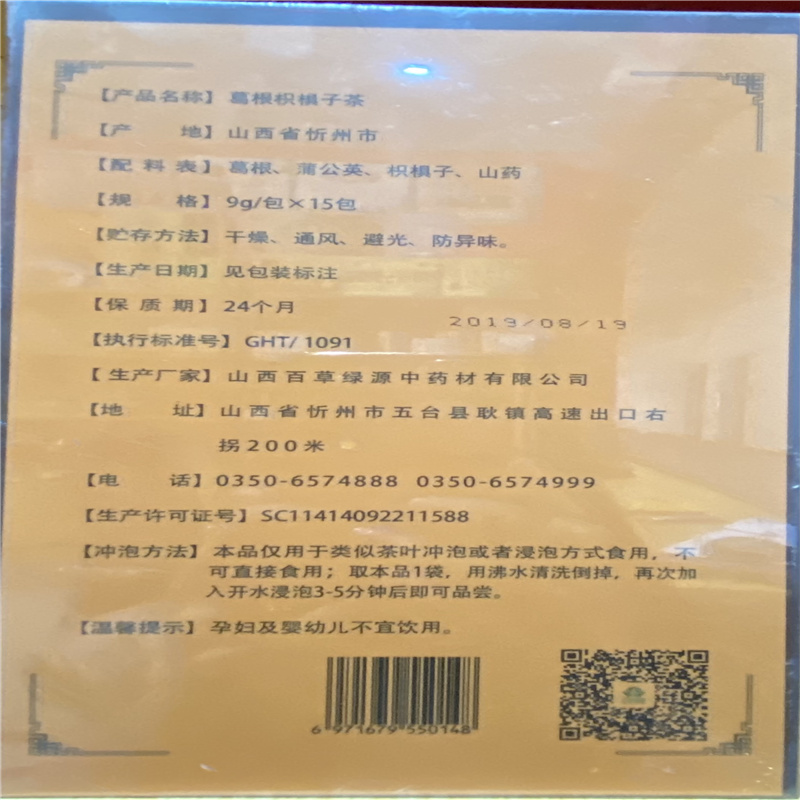 【产品名称】葛根枳椇子茶
【产 地】山西省忻州市
【配 料 表】葛根、蒲公英、枳椇子、山药
【规 格】9g/包×15包
【贮存方法】干燥、通风、避光、防异味。
【生产日期】见包装标注
【保 质 期】24个月
2019/08/19
【执行标准号】GHT/ 1091
【生产厂家】山西百草绿源中药材有限公司
【地 址】山西省忻州市五台县耿镇高速出口右
拐200米
【电 话】0350-6574888 0350-6574999
【生产许可证号】SC11414092211588
【冲泡方法】本品仅用于类似茶叶冲泡或者浸泡方式食用，不
可直接食用；取本品1袋，用沸水清洗倒掉，再次加
入开水浸泡3-5分钟后即可品尝。
【温馨提示】孕妇及婴幼儿不宜饮用。
6 971679 550148